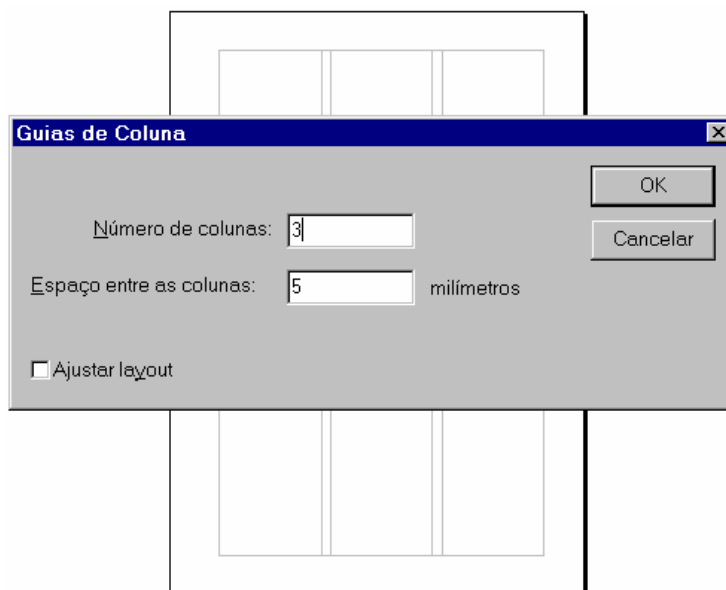 Guias de Coluna
OK
Número de colunas: 3
Cancelar
Espaço entre as colunas: 5 milímetros
Ajustar layout